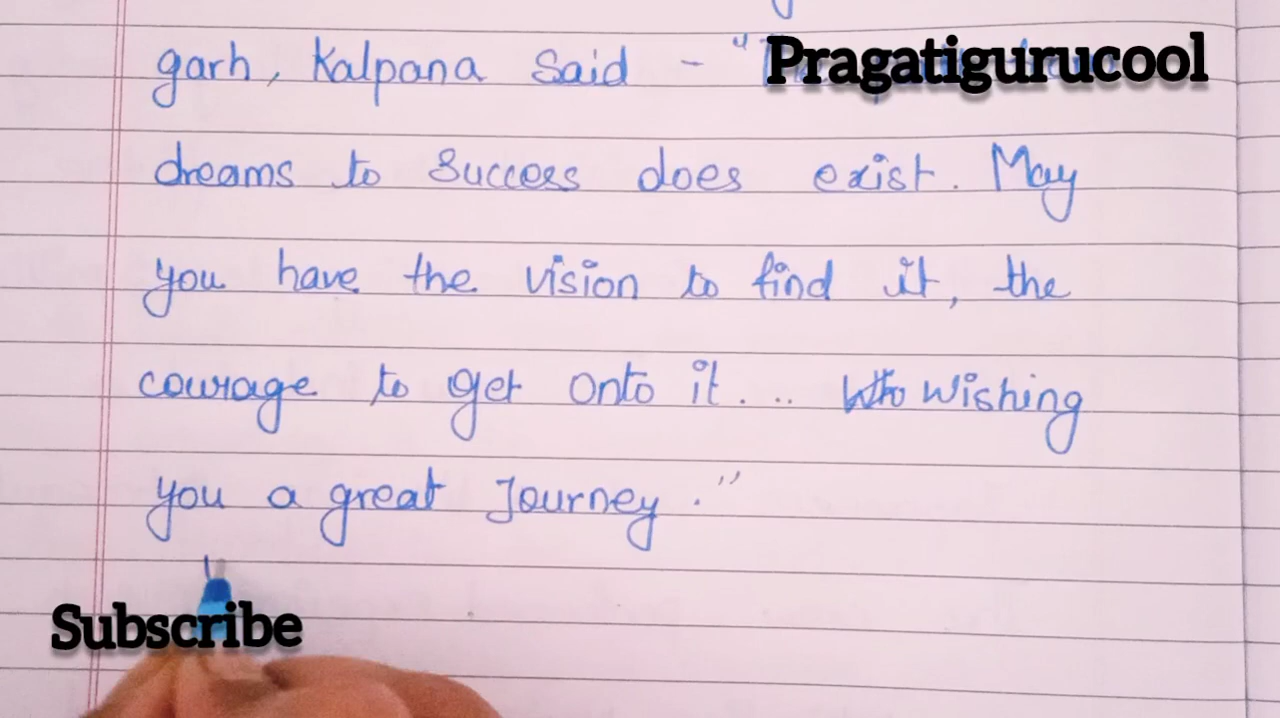 garh, Kalpana Said - "
Pragatigurucool
dreams to success does exist. May
you have the vision to find it, the
courage to get onto it... Who Wishing
you a great Journey."
Subscribe